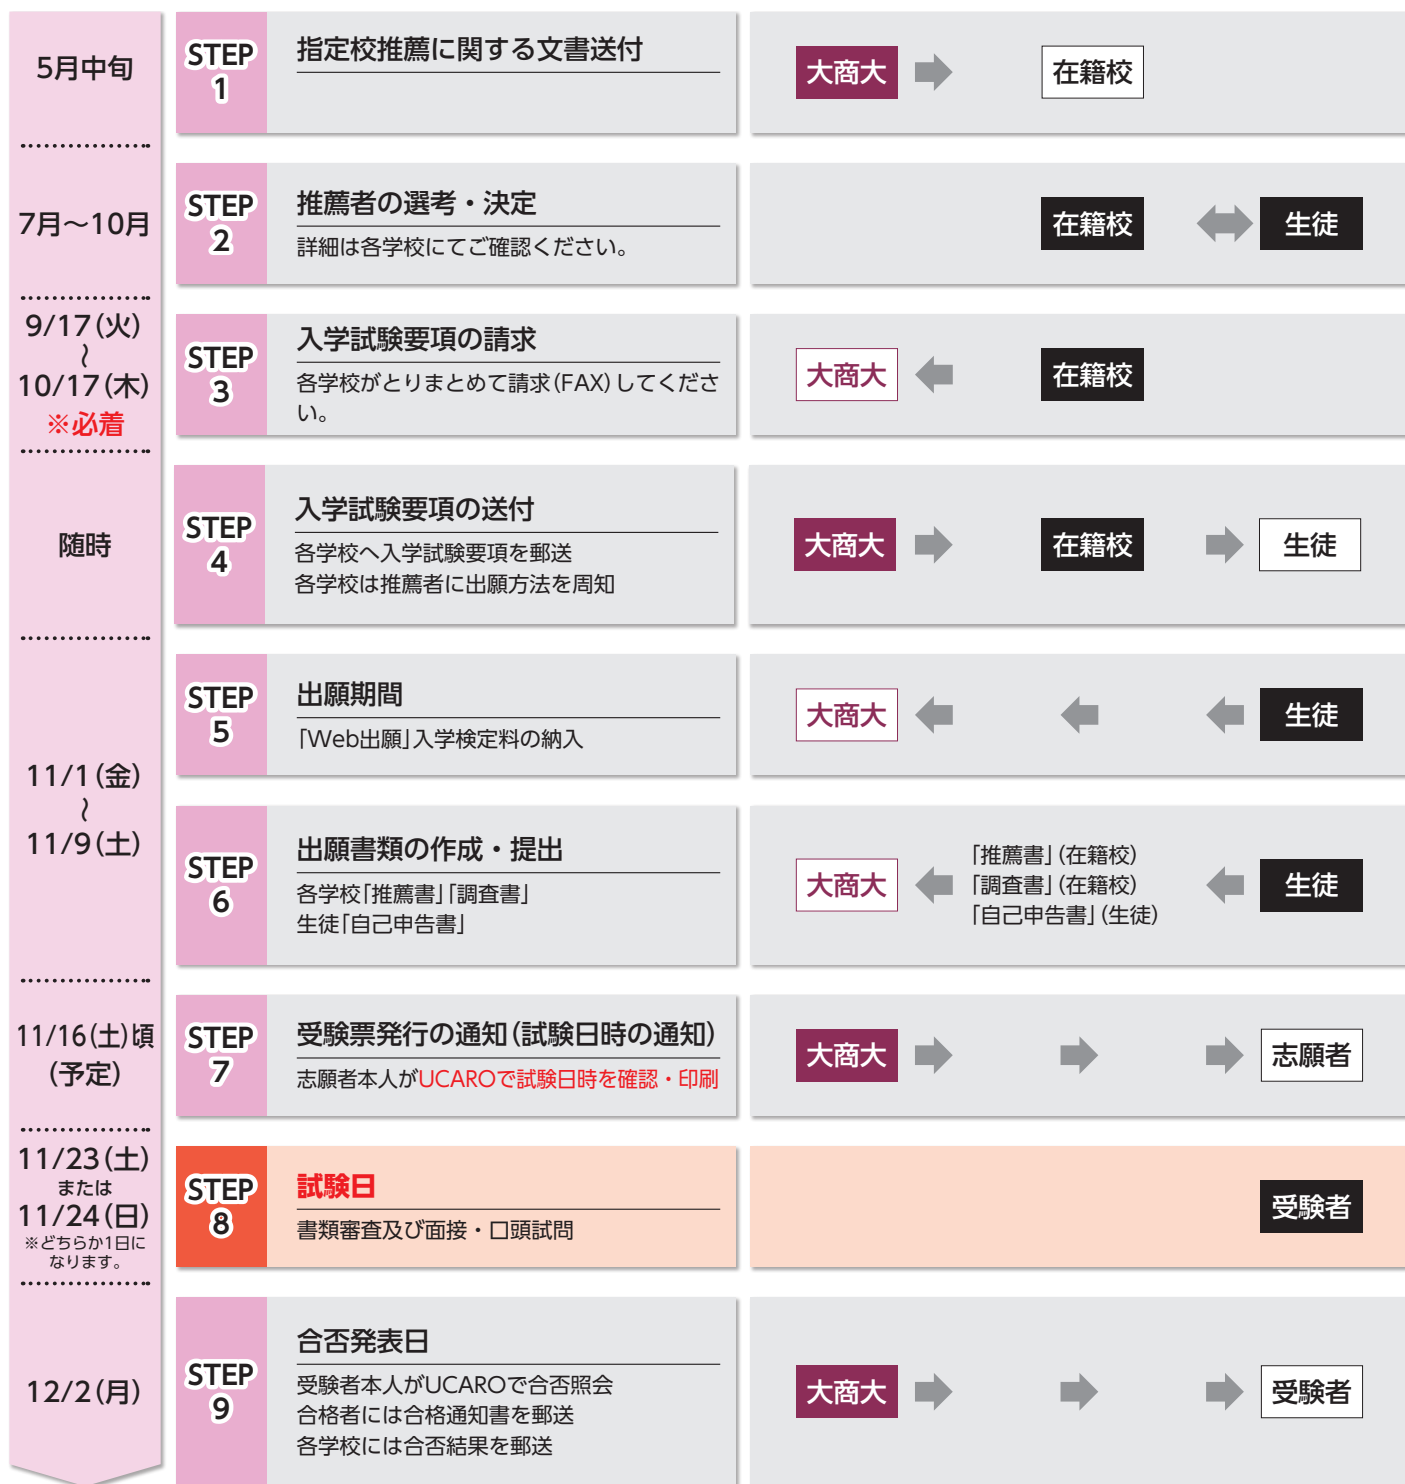 5月中旬
STEP
1
指定校推薦に関する文書送付
大商大
在籍校
7月～10月
STEP
2
推薦者の選考・決定
詳細は各学校にてご確認ください。
在籍校
生徒
9/17(火)
～
10/17(木)
※必着
STEP
3
入学試験要項の請求
各学校がとりまとめて請求(FAX)してくださ
い。
大商大
在籍校
随時
STEP
4
入学試験要項の送付
各学校へ入学試験要項を郵送
各学校は推薦者に出願方法を周知
大商大
在籍校
生徒
11/1(金)
～
11/9(土)
STEP
5
出願期間
「Web出願」入学検定料の納入
大商大
生徒
STEP
6
出願書類の作成・提出
各学校「推薦書」「調査書」
生徒「自己申告書」
大商大
「推薦書」(在籍校)
「調査書」(在籍校)
「自己申告書」(生徒)
生徒
11/16(土)頃
(予定)
STEP
7
受験票発行の通知(試験日時の通知)
志願者本人がUCAROで試験日時を確認・印刷
大商大
志願者
11/23(土)
または
11/24(日)
※どちらか1日に
なります。
STEP
8
試験日
書類審査及び面接・口頭試問
受験者
12/2(月)
STEP
9
合否発表日
受験者本人がUCAROで合否照会
合格者には合格通知書を郵送
各学校には合否結果を郵送
大商大
受験者